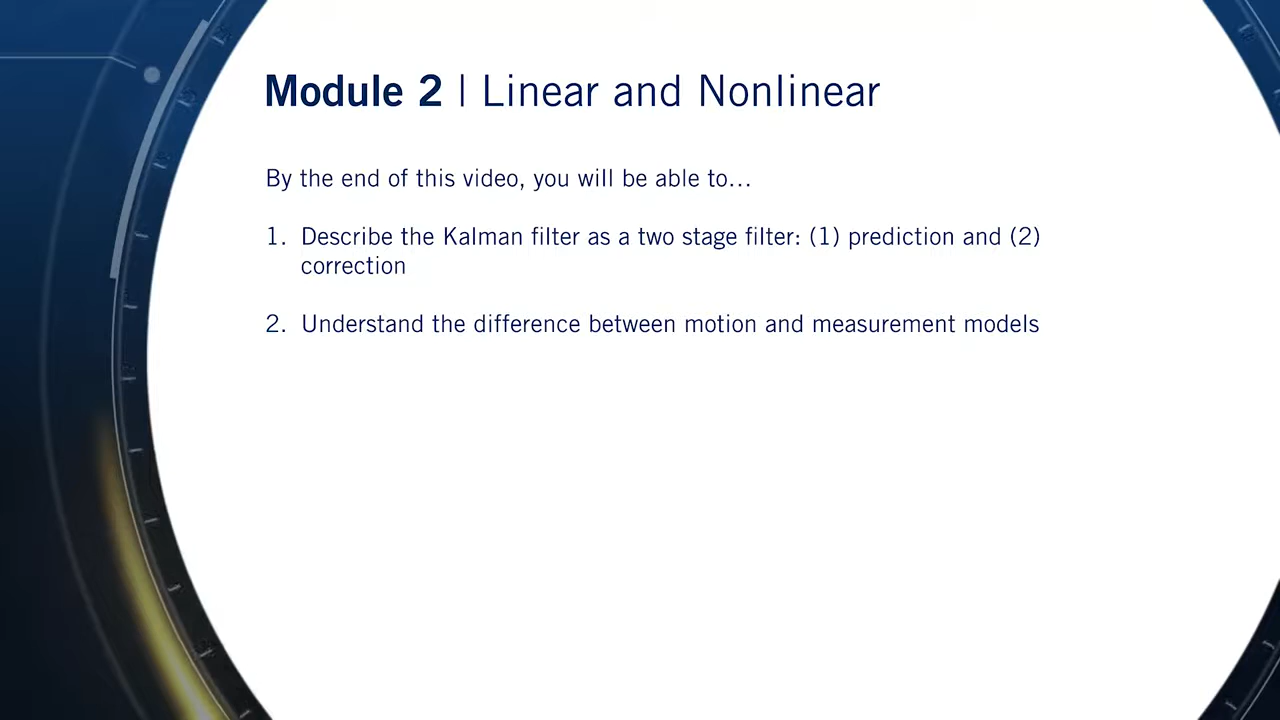 Module 2 | Linear and Nonlinear
By the end of this video, you will be able to...
1. Describe the Kalman filter as a two stage filter: (1) prediction and (2)
correction
2. Understand the difference between motion and measurement models